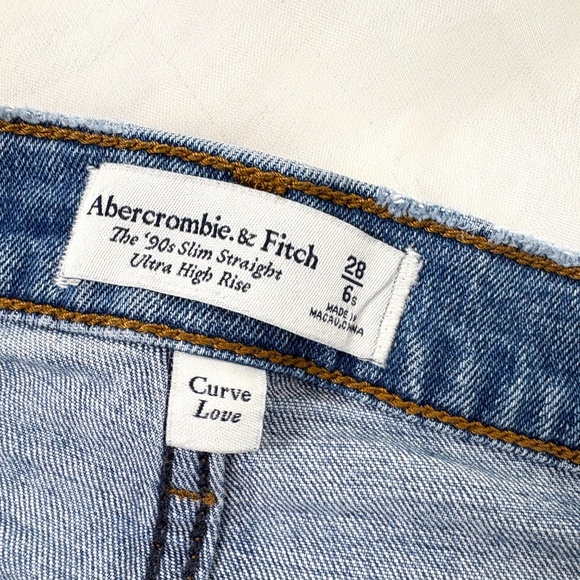 Abercrombie & Fitch
The '90s Slim Straight
Ultra High Rise
28
6s
MADE IN
MACAU, CHINA
Curve
Love